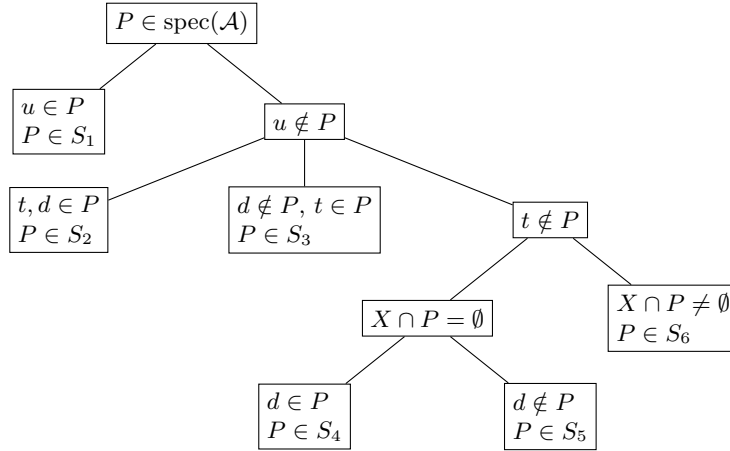 P ∈ spec(𝒜)
u ∈ P
P ∈ S₁
u ∉ P
t, d ∈ P
P ∈ S₂
d ∉ P, t ∈ P
P ∈ S₃
t ∉ P
X ∩ P = ∅
X ∩ P ≠ ∅
P ∈ S₆
d ∈ P
P ∈ S₄
d ∉ P
P ∈ S₅